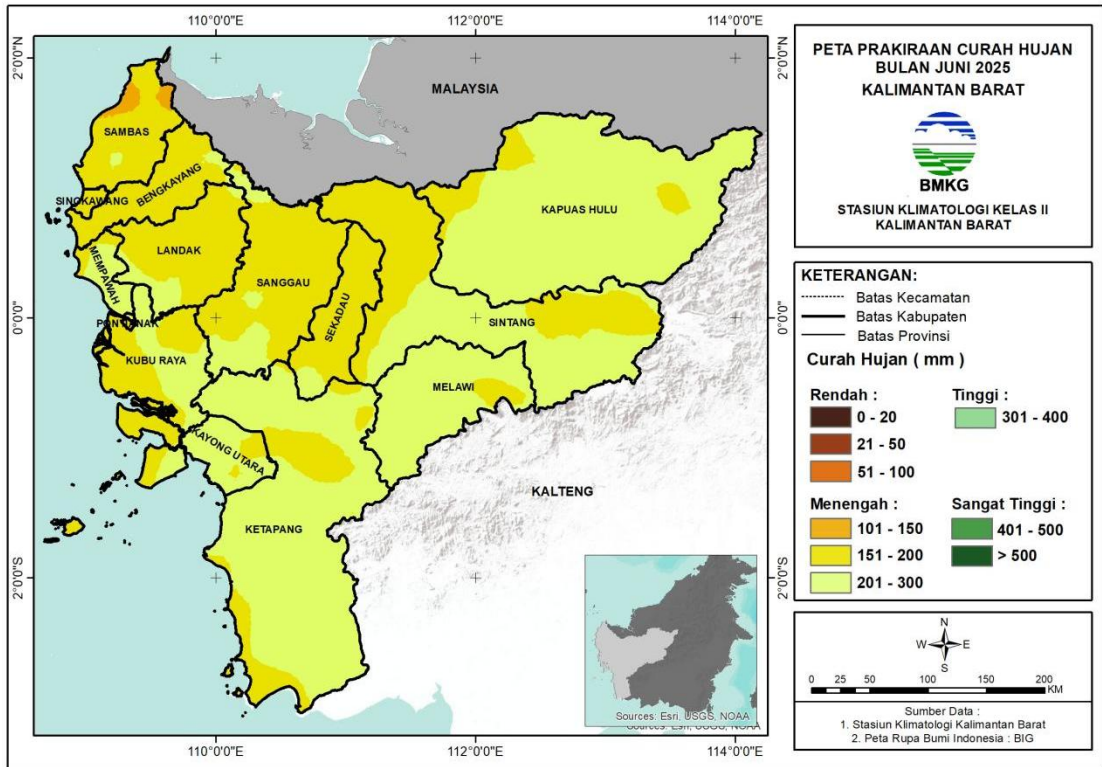 110°0'0"E
112°0'0"E
114°0'0"E
2°0'0"N
2°0'0"N
MALAYSIA
SAMBAS
BENGKAYANG
SINGKAWANG
KAPUAS HULU
LANDAK
MEMPAWAH
SANGGAU
SEKADAU
SINTANG
0°0'0"
0°0'0"
PONTIANAK
KUBU RAYA
MELAWI
KAYONG UTARA
KALTENG
KETAPANG
2°0'0"S
2°0'0"S
Sources: Esri, USGS, NOAA
Sources: Esri, USGS, NOAA
110°0'0"E
112°0'0"E
114°0'0"E
PETA PRAKIRAAN CURAH HUJAN
BULAN JUNI 2025
KALIMANTAN BARAT
BMKG
STASIUN KLIMATOLOGI KELAS II
KALIMANTAN BARAT
KETERANGAN:
Batas Kecamatan
Batas Kabupaten
Batas Provinsi
Curah Hujan ( mm )
Rendah :
0 - 20
21 - 50
51 - 100
Tinggi :
301 - 400
Menengah :
101 - 150
151 - 200
201 - 300
Sangat Tinggi :
401 - 500
> 500
N
W E
S
0 25 50 100 150 200
KM
Sumber Data :
1. Stasiun Klimatologi Kalimantan Barat
2. Peta Rupa Bumi Indonesia : BIG